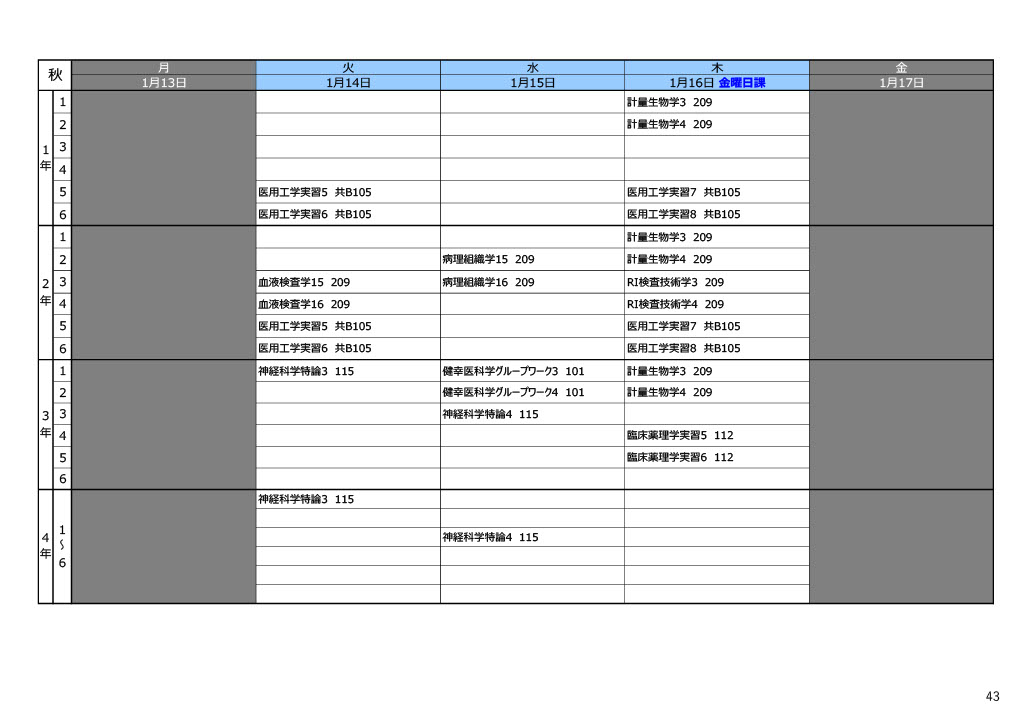 秋 月 火 水 木 金
1月13日 1月14日 1月15日 1月16日 金曜日課 1月17日
1年
1 計量生物学3 209
2 計量生物学4 209
3
4
5 医用工学実習5 共B105 医用工学実習7 共B105
6 医用工学実習6 共B105 医用工学実習8 共B105
2年
1 計量生物学3 209
2 病理組織学15 209 計量生物学4 209
3 血液検査学15 209 病理組織学16 209 RI検査技術学3 209
4 血液検査学16 209 RI検査技術学4 209
5 医用工学実習5 共B105 医用工学実習7 共B105
6 医用工学実習6 共B105 医用工学実習8 共B105
3年
1 神経科学特論3 115 健幸医科学グループワーク3 101 計量生物学3 209
2 健幸医科学グループワーク4 101 計量生物学4 209
3 神経科学特論4 115
4 臨床薬理学実習5 112
5 臨床薬理学実習6 112
6
4年
1～6
神経科学特論3 115
神経科学特論4 115
43